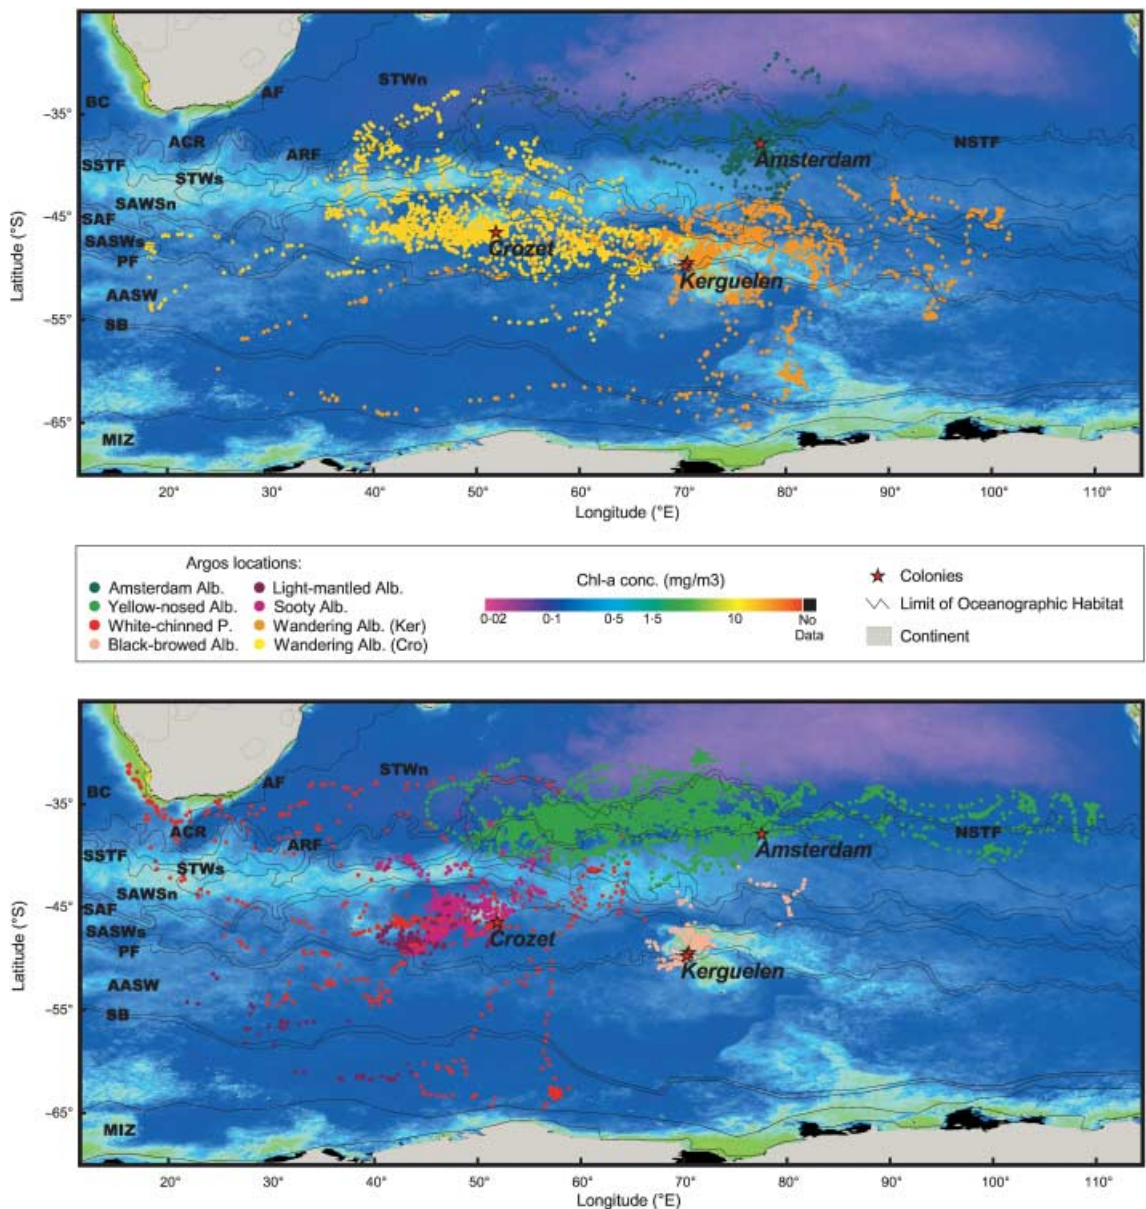 STWn
AF
BC
-35°
ACR
ARF
NSTF
Amsterdam
SSTF
STWs
SAWSn
-45°
SAF
SASWs
Crozet
PF
Kerguelen
AASW
-55°
SB
-65°
MIZ
Latitude (°S)
20° 30° 40° 50° 60° 70° 80° 90° 100° 110°
Longitude (°E)
Argos locations:
Amsterdam Alb. Light-mantled Alb.
Yellow-nosed Alb. Sooty Alb.
White-chinned P. Wandering Alb. (Ker)
Black-browed Alb. Wandering Alb. (Cro)
Chl-a conc. (mg/m3)
0·02 0·1 0·5 1·5 10 No
Data
Colonies
Limit of Oceanographic Habitat
Continent
STWn
AF
BC
-35°
ACR
ARF
NSTF
Amsterdam
SSTF
STWs
SAWSn
-45°
SAF
SASWs
Crozet
PF
Kerguelen
AASW
-55°
SB
-65°
MIZ
Latitude (°S)
20° 30° 40° 50° 60° 70° 80° 90° 100° 110°
Longitude (°E)